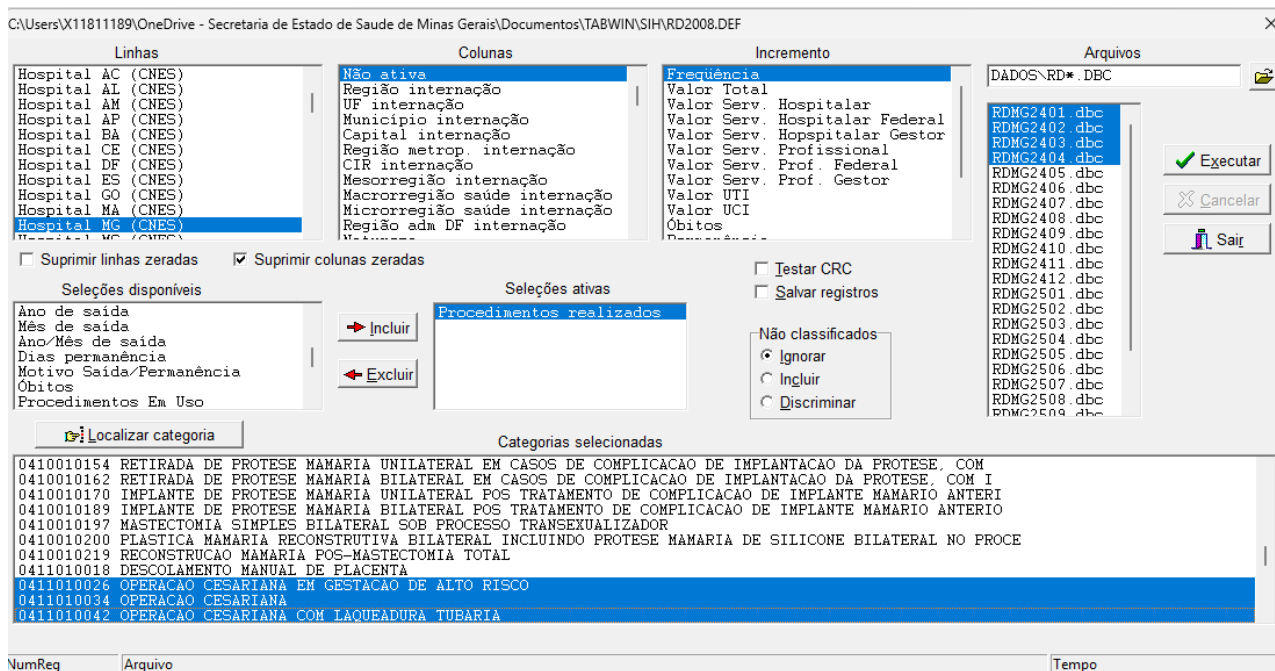 C:\Users\X11811189\OneDrive - Secretaria de Estado de Saude de Minas Gerais\Documentos\TABWIN\SIH\RD2008.DEF
Linhas
Hospital AC (CNES)
Hospital AL (CNES)
Hospital AM (CNES)
Hospital AP (CNES)
Hospital BA (CNES)
Hospital CE (CNES)
Hospital DF (CNES)
Hospital ES (CNES)
Hospital GO (CNES)
Hospital MA (CNES)
Hospital MG (CNES)
Colunas
Não ativa
Região internação
UF internação
Município internação
Capital internação
Região metrop. internação
CIR internação
Mesorregião internação
Macrorregião saúde internação
Microrregião saúde internação
Região adm DF internação
Incremento
Freqüência
Valor Total
Valor Serv. Hospitalar
Valor Serv. Hospitalar Federal
Valor Serv. Hopspitalar Gestor
Valor Serv. Profissional
Valor Serv. Prof. Federal
Valor Serv. Prof. Gestor
Valor UTI
Valor UCI
Óbitos
Arquivos
DADOS\RD*.DBC
RDMG2401.dbc
RDMG2402.dbc
RDMG2403.dbc
RDMG2404.dbc
RDMG2405.dbc
RDMG2406.dbc
RDMG2407.dbc
RDMG2408.dbc
RDMG2409.dbc
RDMG2410.dbc
RDMG2411.dbc
RDMG2412.dbc
RDMG2501.dbc
RDMG2502.dbc
RDMG2503.dbc
RDMG2504.dbc
RDMG2505.dbc
RDMG2506.dbc
RDMG2507.dbc
RDMG2508.dbc
RDMG2509.dbc
Executar
Cancelar
Sair
Suprimir linhas zeradas
Suprimir colunas zeradas
Seleções disponíveis
Ano de saída
Mês de saída
Ano/Mês de saída
Dias permanência
Motivo Saída/Permanência
Óbitos
Procedimentos Em Uso
Incluir
Excluir
Seleções ativas
Procedimentos realizados
Testar CRC
Salvar registros
Não classificados
Ignorar
Incluir
Discriminar
Localizar categoria
Categorias selecionadas
0410010154 RETIRADA DE PROTESE MAMARIA UNILATERAL EM CASOS DE COMPLICACAO DE IMPLANTACAO DA PROTESE, COM
0410010162 RETIRADA DE PROTESE MAMARIA BILATERAL EM CASOS DE COMPLICACAO DE IMPLANTACAO DA PROTESE, COM I
0410010170 IMPLANTE DE PROTESE MAMARIA UNILATERAL POS TRATAMENTO DE COMPLICACAO DE IMPLANTE MAMARIO ANTERI
0410010189 IMPLANTE DE PROTESE MAMARIA BILATERAL POS TRATAMENTO DE COMPLICACAO DE IMPLANTE MAMARIO ANTERIO
0410010197 MASTECTOMIA SIMPLES BILATERAL SOB PROCESSO TRANSEXUALIZADOR
0410010200 PLASTICA MAMARIA RECONSTRUTIVA BILATERAL INCLUINDO PROTESE MAMARIA DE SILICONE BILATERAL NO PROCE
0410010219 RECONSTRUCAO MAMARIA POS-MASTECTOMIA TOTAL
0411010018 DESCOLAMENTO MANUAL DE PLACENTA
0411010026 OPERACAO CESARIANA EM GESTACAO DE ALTO RISCO
0411010034 OPERACAO CESARIANA
0411010042 OPERACAO CESARIANA COM LAQUEADURA TUBARIA
NumReg
Arquivo
Tempo